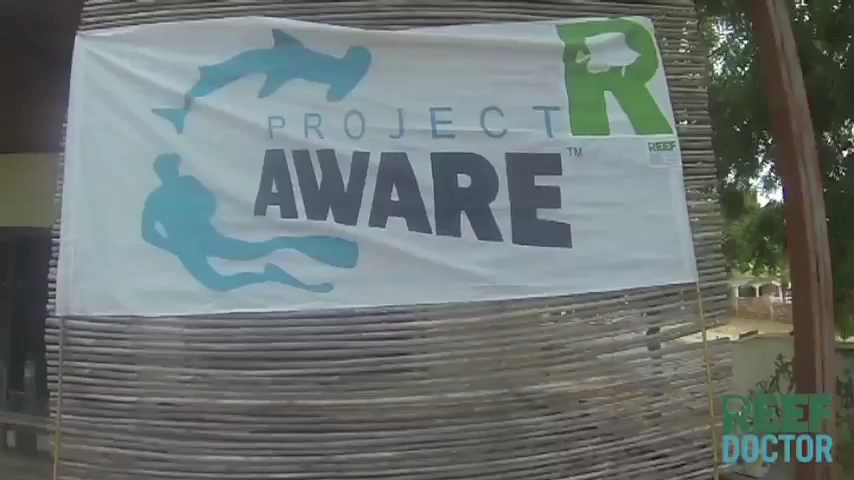 PROJECT
AWARE™
R
REEF
REEF
DOCTOR